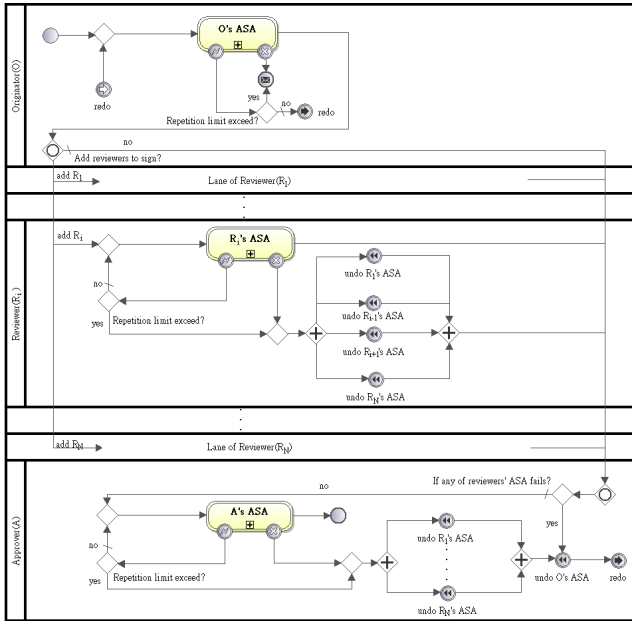 Originator(O)
O's ASA
redo
yes
no
redo
Repetition limit exceed?
no
Add reviewers to sign?
add R1
Lane of Reviewer(R1)
Reviewer(Ri)
add Ri
Ri's ASA
no
yes
Repetition limit exceed?
undo R1's ASA
undo Ri-1's ASA
undo Ri+1's ASA
undo RN's ASA
add RN
Lane of Reviewer(RN)
Approver(A)
no
If any of reviewers' ASA fails?
A's ASA
no
yes
Repetition limit exceed?
undo R1's ASA
undo RN's ASA
yes
undo O's ASA
redo